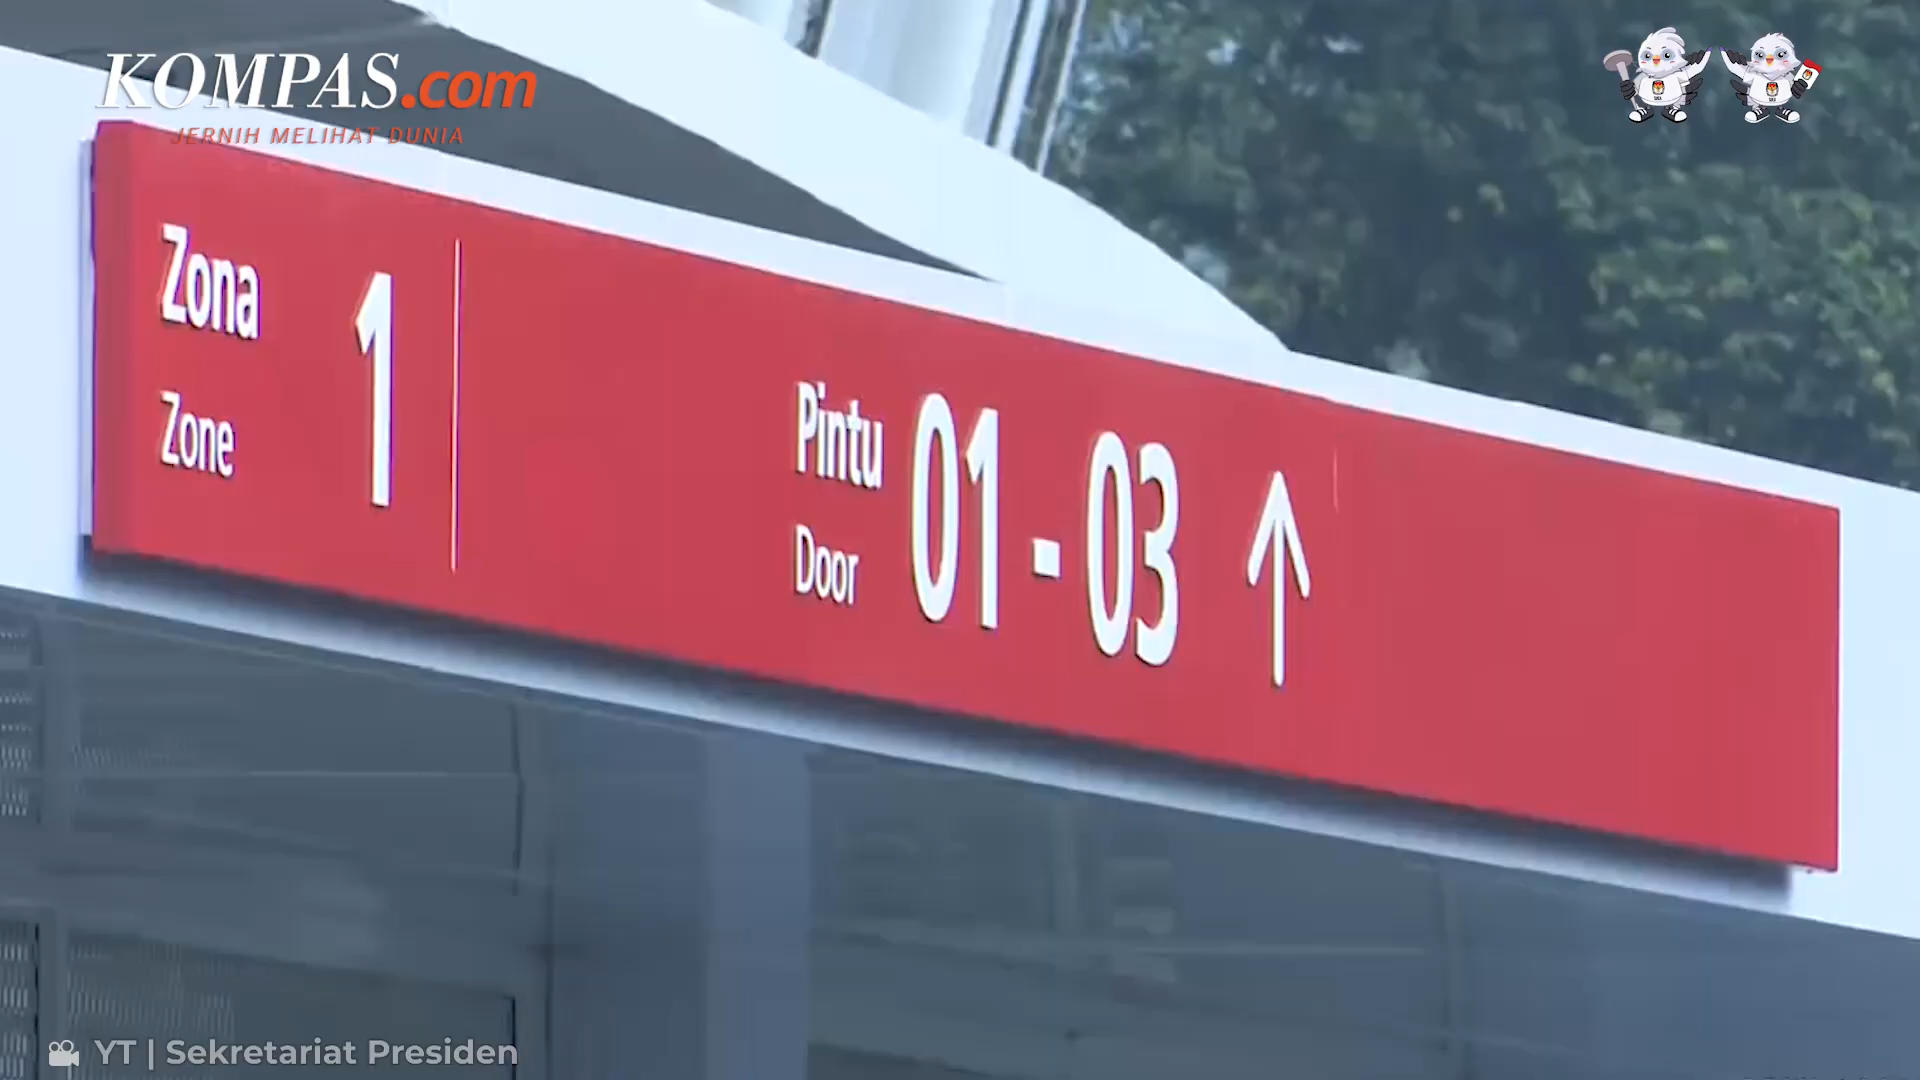 KOMPAS.com
JERNIH MELIHAT DUNIA
Zona
Zone
1
Pintu
Door
01 - 03 ↑
YT | Sekretariat Presiden